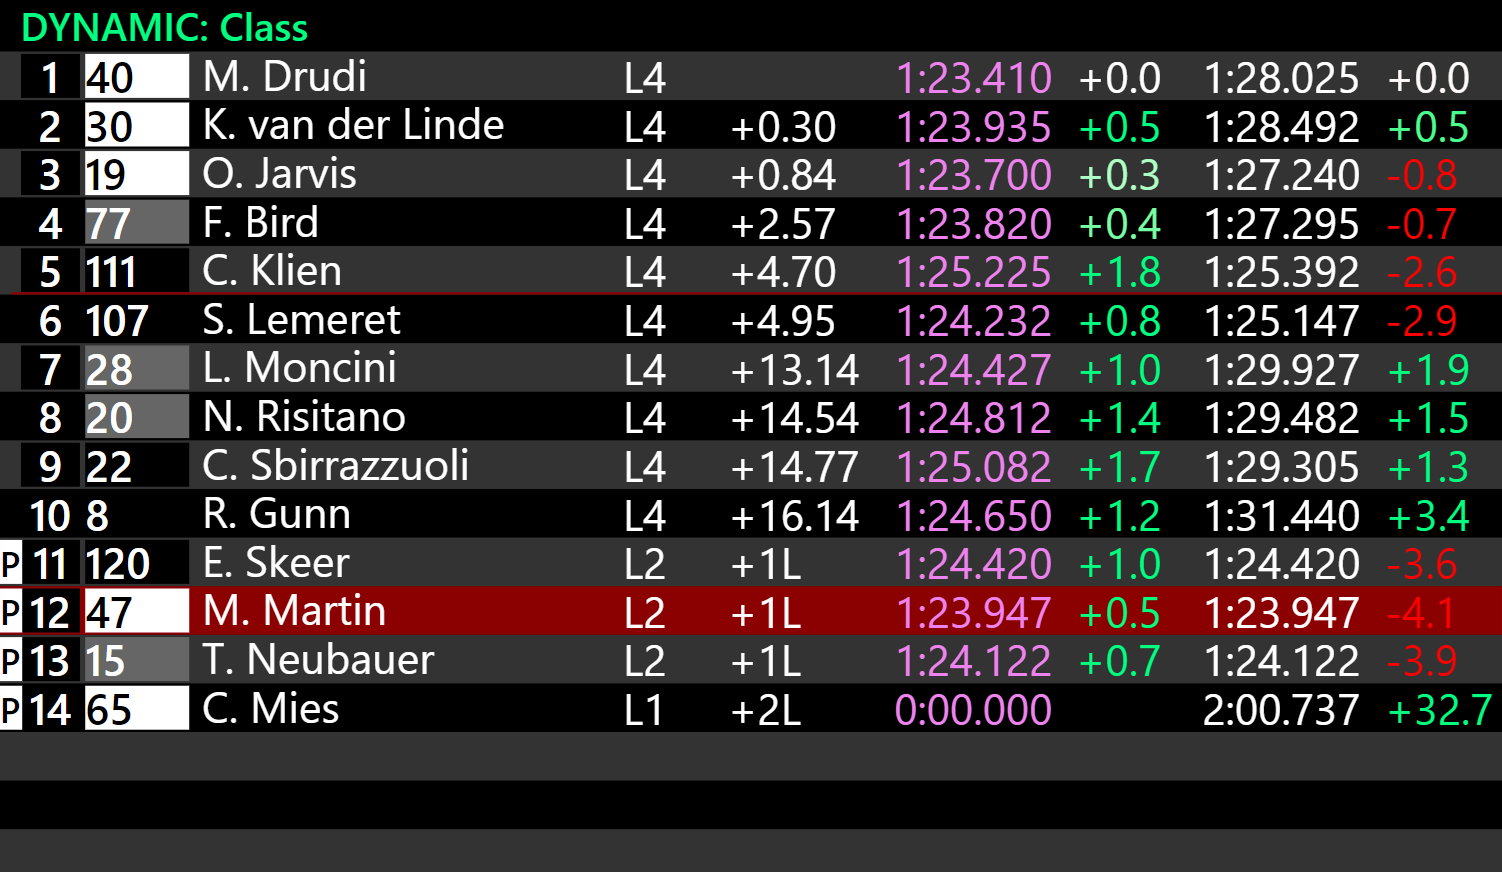 DYNAMIC: Class
1 40 M. Drudi L4 1:23.410 +0.0 1:28.025 +0.0
2 30 K. van der Linde L4 +0.30 1:23.935 +0.5 1:28.492 +0.5
3 19 O. Jarvis L4 +0.84 1:23.700 +0.3 1:27.240 -0.8
4 77 F. Bird L4 +2.57 1:23.820 +0.4 1:27.295 -0.7
5 111 C. Klien L4 +4.70 1:25.225 +1.8 1:25.392 -2.6
6 107 S. Lemeret L4 +4.95 1:24.232 +0.8 1:25.147 -2.9
7 28 L. Moncini L4 +13.14 1:24.427 +1.0 1:29.927 +1.9
8 20 N. Risitano L4 +14.54 1:24.812 +1.4 1:29.482 +1.5
9 22 C. Sbirrazzuoli L4 +14.77 1:25.082 +1.7 1:29.305 +1.3
10 8 R. Gunn L4 +16.14 1:24.650 +1.2 1:31.440 +3.4
P 11 120 E. Skeer L2 +1L 1:24.420 +1.0 1:24.420 -3.6
P 12 47 M. Martin L2 +1L 1:23.947 +0.5 1:23.947 -4.1
P 13 15 T. Neubauer L2 +1L 1:24.122 +0.7 1:24.122 -3.9
P 14 65 C. Mies L1 +2L 0:00.000 2:00.737 +32.7